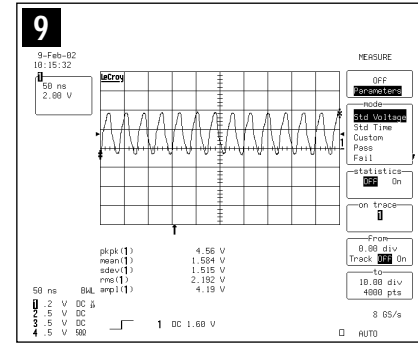 9
9-Feb-02
10:15:32
LeCroy
1
50 ns
2.00 V
1
MEASURE
OFF
Parameters
mode
Std Voltage
Std Time
Custom
Pass
Fail
statistics
OFF On
on trace
1
From
0.00 div
Track OFF On
to
10.00 div
4000 pts
pkpk(1) 4.56 V
mean(1) 1.584 V
sdev(1) 1.515 V
rms(1) 2.192 V
ampl(1) 4.19 V
50 ns BWL
1 .2 V DC
2 .5 V DC
3 .5 V DC
4 .5 V 50Ω
1 DC 1.60 V
8 GS/s
AUTO